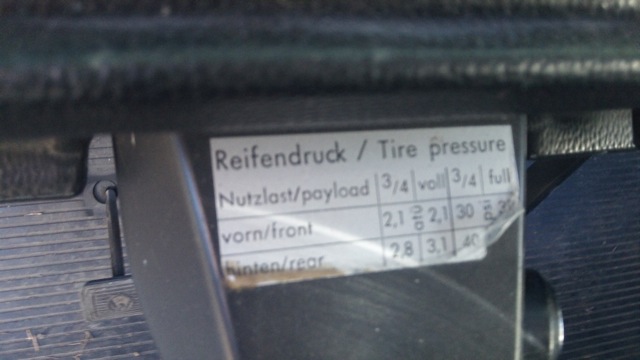 Reifendruck / Tire pressure
Nutzlast/payload 3/4 voll 3/4 full
vorn/front 2,1 2,1 30
hinten/rear 2,8 3,1 40